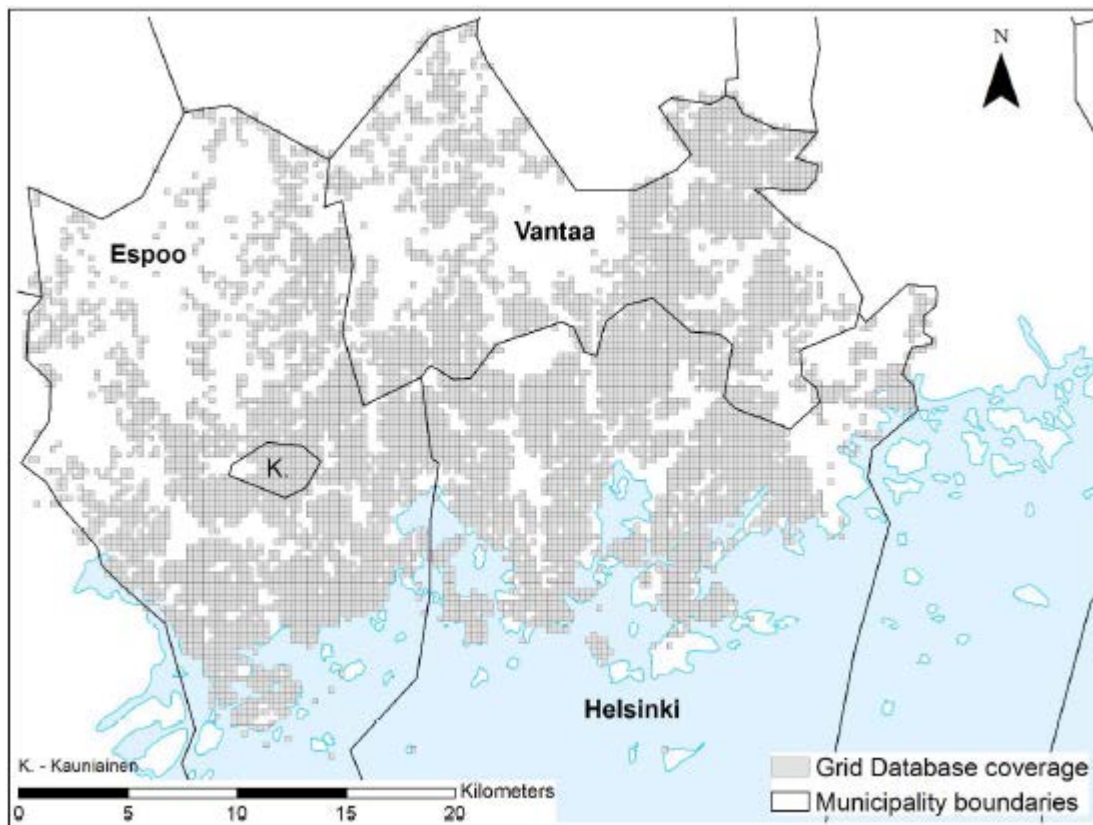 N
Vantaa
Espoo
K.
Helsinki
K. - Kauniainen
Grid Database coverage
Municipality boundaries
Kilometers
0 5 10 15 20